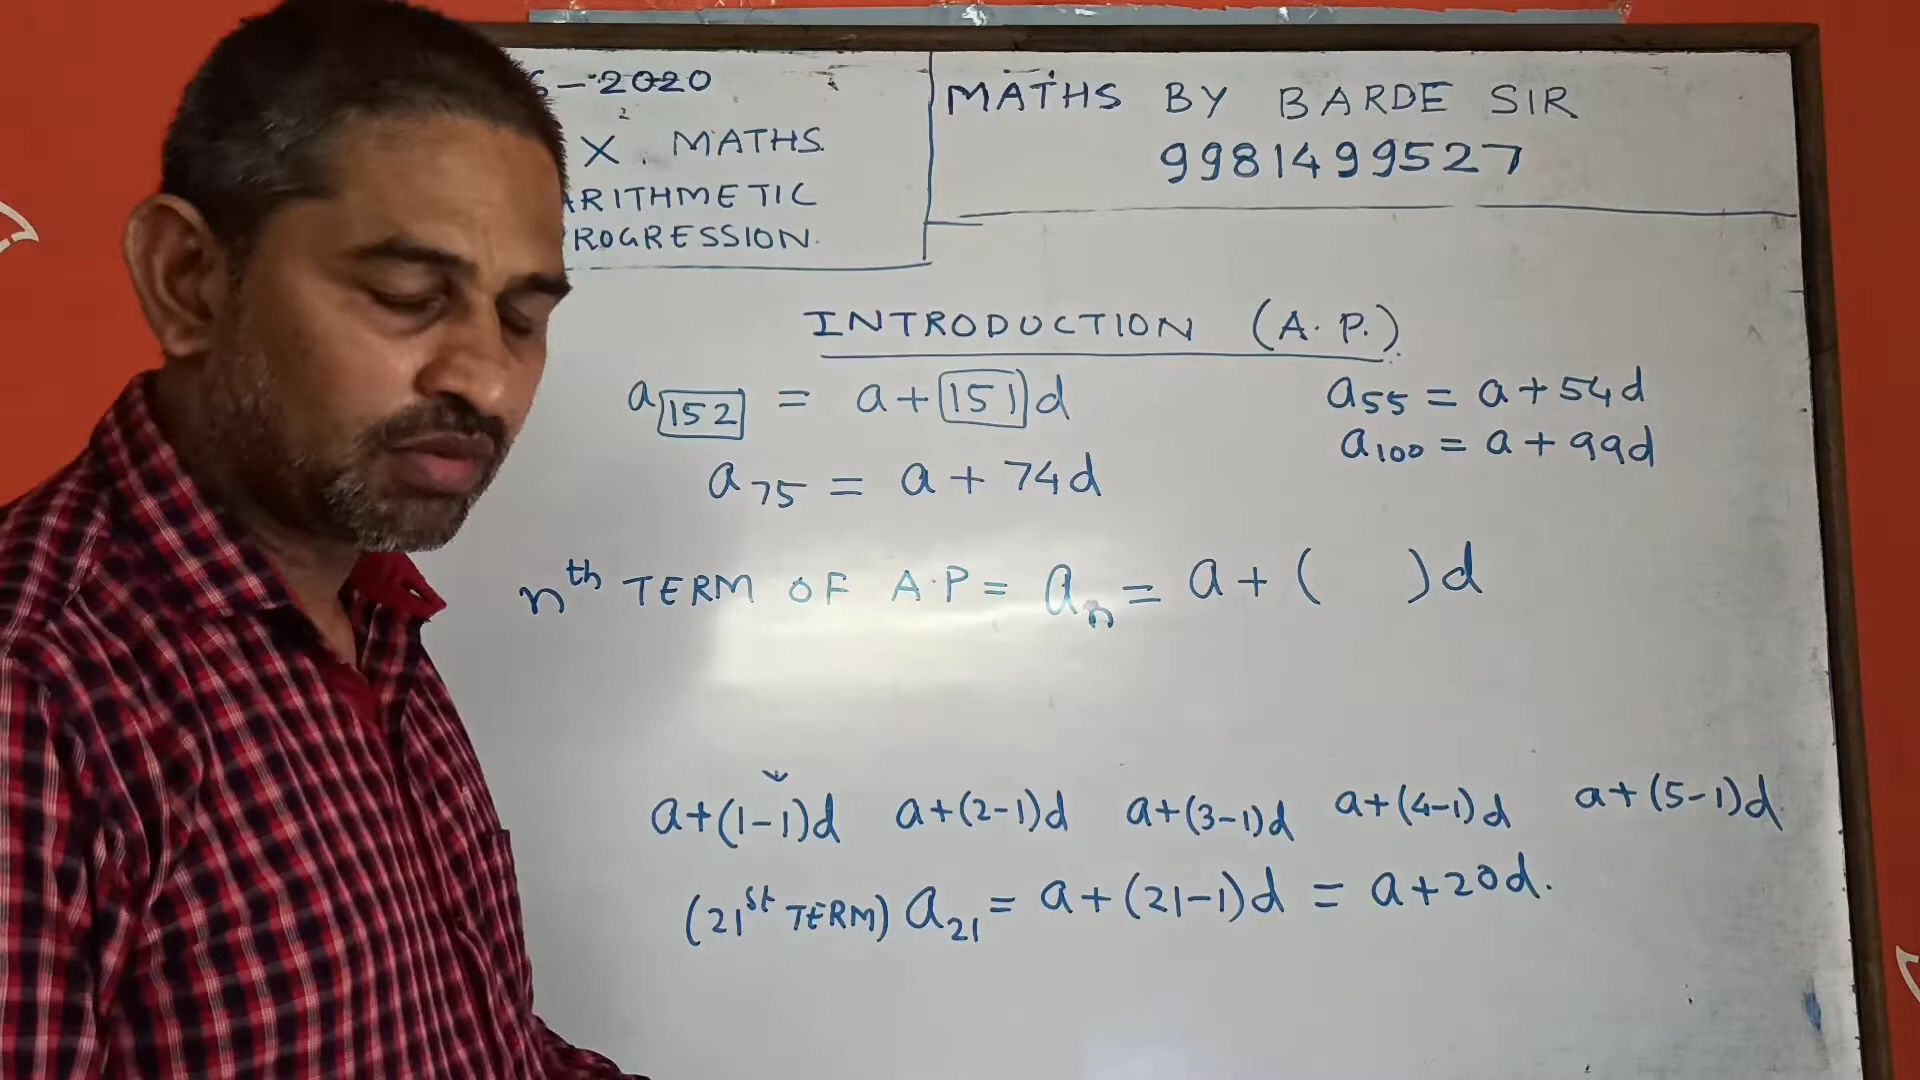 -2020
X. MATHS.
ARITHMETIC
ROGRESSION.
MATHS BY BARDE SIR
9981499527
INTRODUCTION (A.P.)
a152 = a+151d
a55 = a+54d
a75 = a+74d
a100 = a+99d
nth TERM OF A.P = an = a+( )d
a+(1-1)d a+(2-1)d a+(3-1)d a+(4-1)d a+(5-1)d.
(21st TERM) a21 = a+(21-1)d = a+20d.